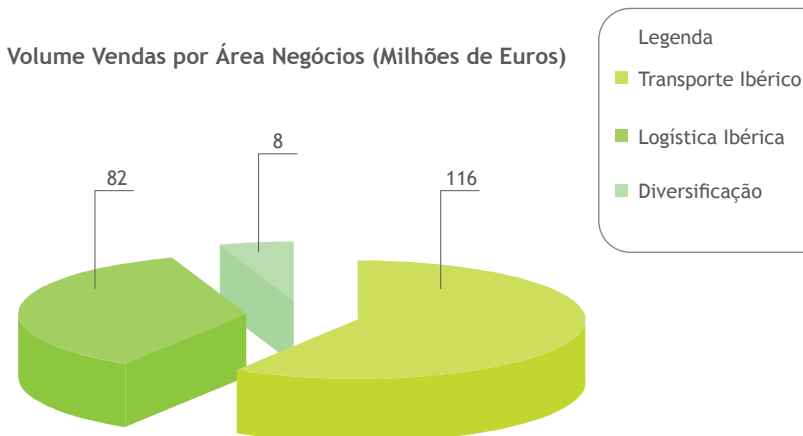 Volume Vendas por Área Negócios (Milhões de Euros)
Legenda
Transporte Ibérico
Logística Ibérica
Diversificação
8
82
116